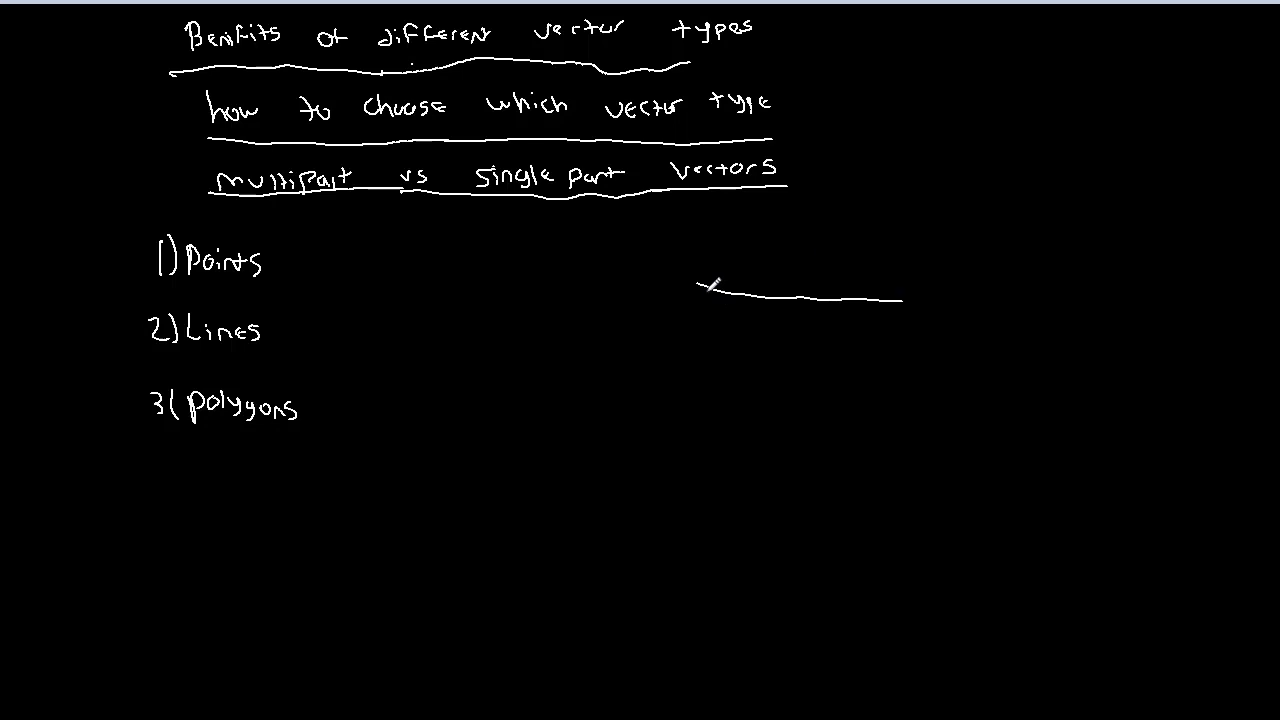 Benifits of different vector types
how to choose which vector type
multipart vs single part vectors
1) Points
2) Lines
3( polygons